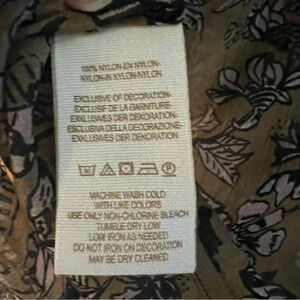 100% NYLON-EN NYLON-
NYLON-IN NYLON-NYLON
EXCLUSIVE OF DECORATION-
EXCLUSIF DE LA GARNITURE-
EXKLUSIVES DER DEKORATION-
ESCLUSIVA DELLA DECORAZIONE-
EXKLUSIVES DER DEKORATION
MACHINE WASH COLD
WITH LIKE COLORS
USE ONLY NON-CHLORINE BLEACH
TUMBLE DRY LOW
LOW IRON AS NEEDED
DO NOT IRON ON DECORATION
MAY BE DRY CLEANED